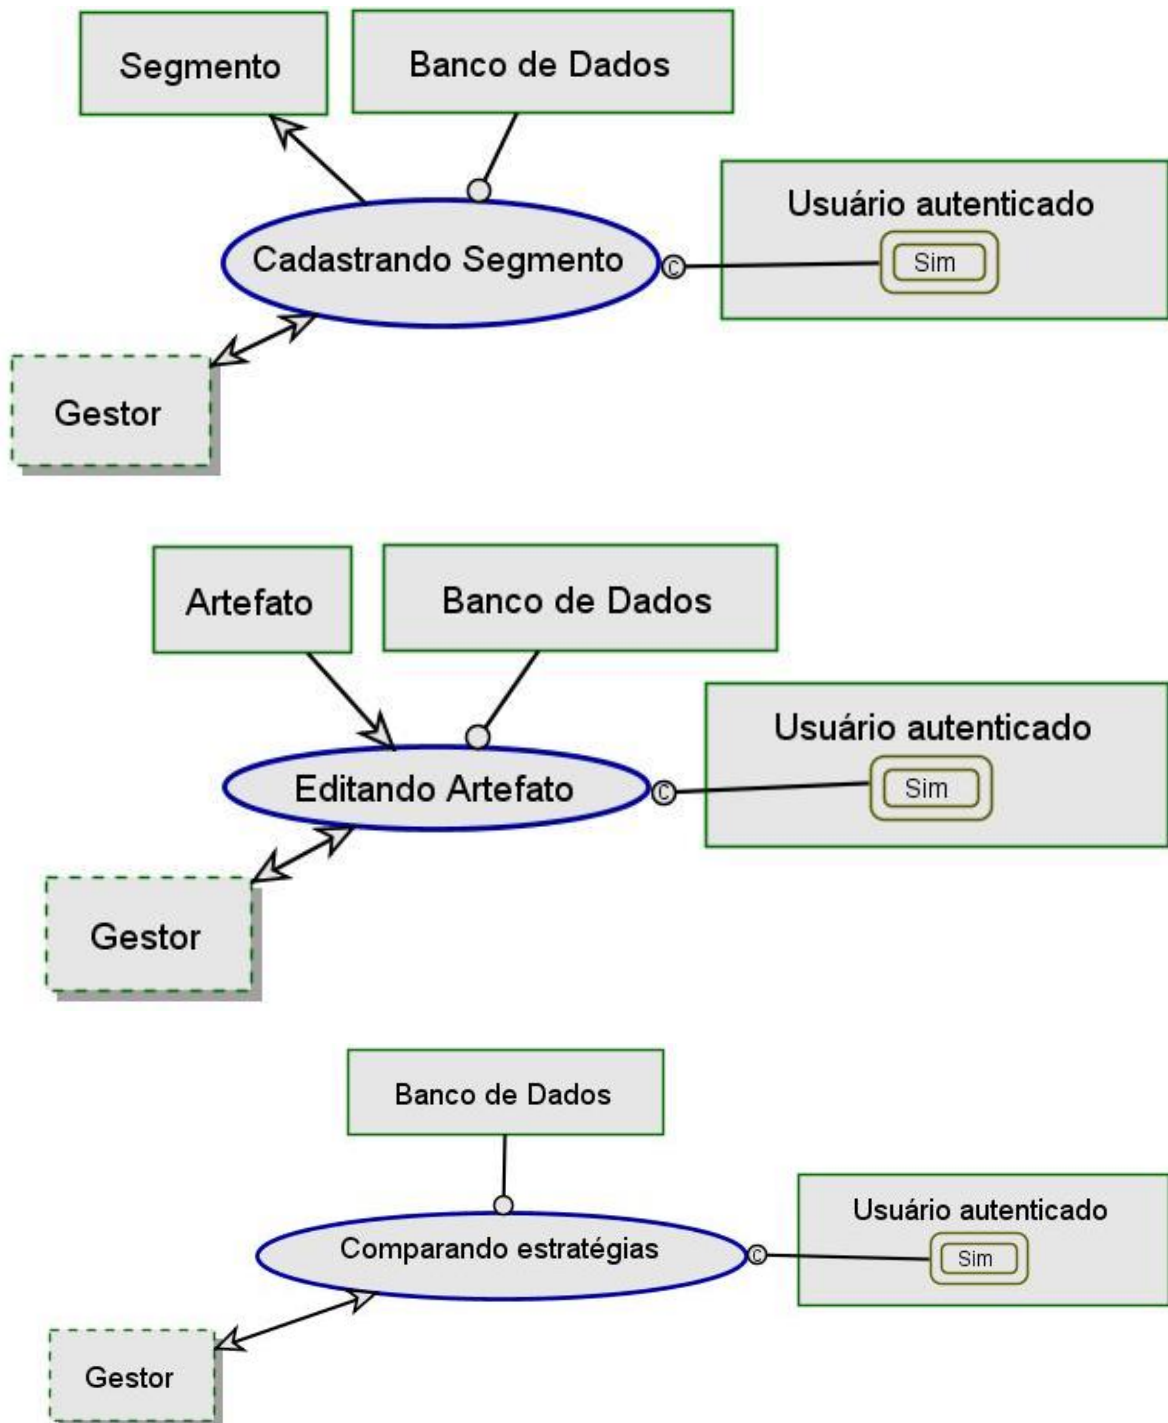 Segmento
Banco de Dados
Usuário autenticado
Sim
Cadastrando Segmento
C
Gestor
Artefato
Banco de Dados
Usuário autenticado
Sim
Editando Artefato
C
Gestor
Banco de Dados
Usuário autenticado
Sim
Comparando estratégias
C
Gestor